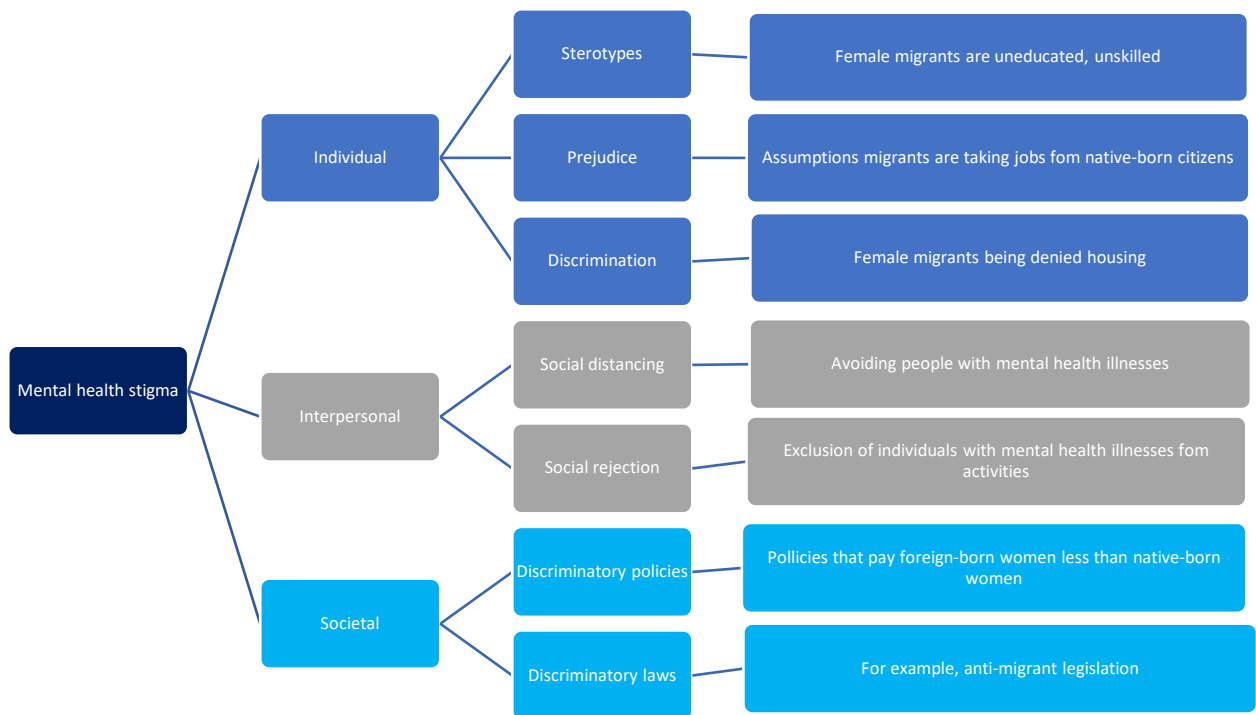 Mental health stigma
Individual
Sterotypes
Female migrants are uneducated, unskilled
Prejudice
Assumptions migrants are taking jobs fom native-born citizens
Discrimination
Female migrants being denied housing
Interpersonal
Social distancing
Avoiding people with mental health illnesses
Social rejection
Exclusion of individuals with mental health illnesses fom
activities
Societal
Discriminatory policies
Pollicies that pay foreign-born women less than native-born
women
Discriminatory laws
For example, anti-migrant legislation